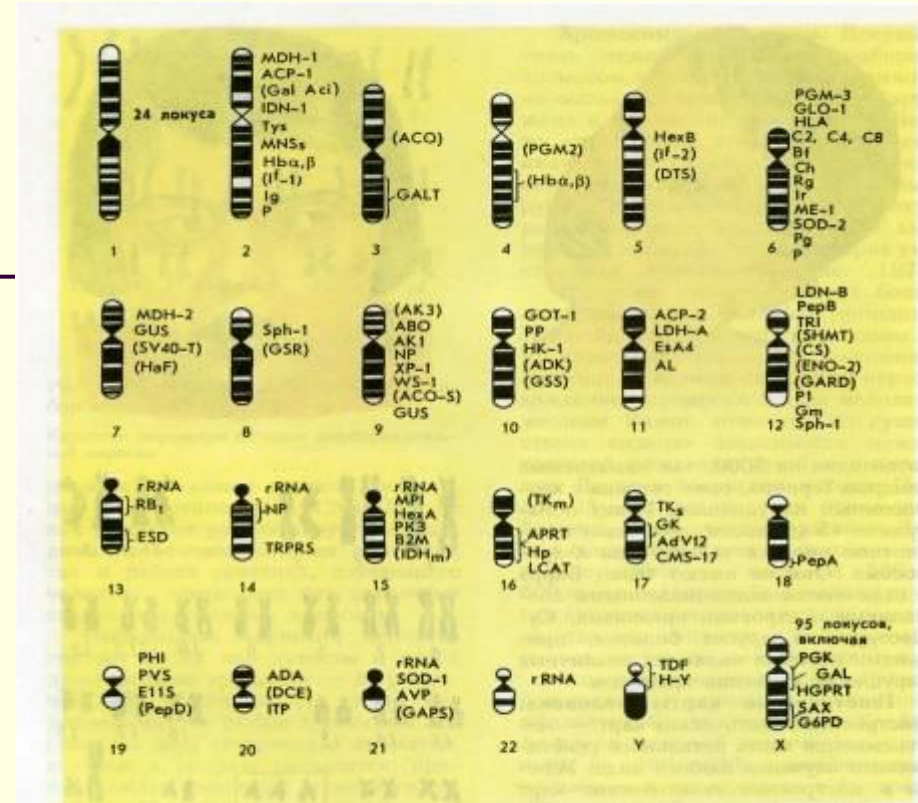 24 локуса
1
MDH-1
ACP-1
(Gal Aci)
IDN-1
Tys
MNSs
Hbα,β
(If-1)
Ig
P
2
(ACO)
GALT
3
(PGM2)
(Hbα,β)
4
HexB
(If-2)
(DTS)
5
PGM-3
GLO-1
HLA
C2, C4, C8
Bf
Ch
Rg
Ir
ME-1
SOD-2
Pg
P
6
MDH-2
GUS
(SV40-T)
(HaF)
7
Sph-1
(GSR)
8
(AK3)
ABO
AK1
NP
XP-1
WS-1
(ACO-S)
GUS
9
GOT-1
PP
HK-1
(ADK)
(GSS)
10
ACP-2
LDH-A
EsA4
AL
11
LDN-B
PepB
TRI
(SHMT)
(CS)
(ENO-2)
(GARD)
P1
Gm
Sph-1
12
rRNA
RB1
ESD
13
rRNA
NP
TRPRS
14
rRNA
MPI
HexA
PK3
B2M
(IDHm)
15
(TKm)
APRT
Hp
LCAT
16
TKs
GK
AdV12
CMS-17
17
PepA
18
PHI
PVS
E11S
(PepD)
19
ADA
(DCE)
ITP
20
rRNA
SOD-1
AVP
(GAPS)
21
rRNA
22
TDF
H-Y
Y
95 локусов,
включая
PGK
GAL
HGPRT
SAX
G6PD
X